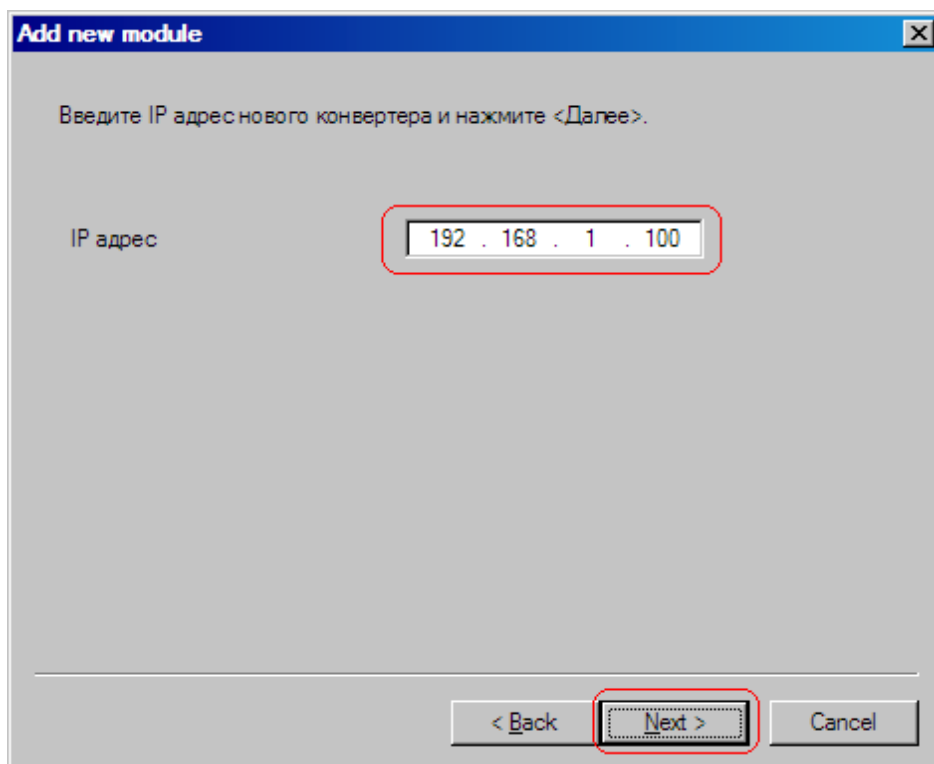 Add new module
Введите IP адрес нового конвертера и нажмите <Далее>.
IP адрес 192 . 168 . 1 . 100
< Back Next > Cancel